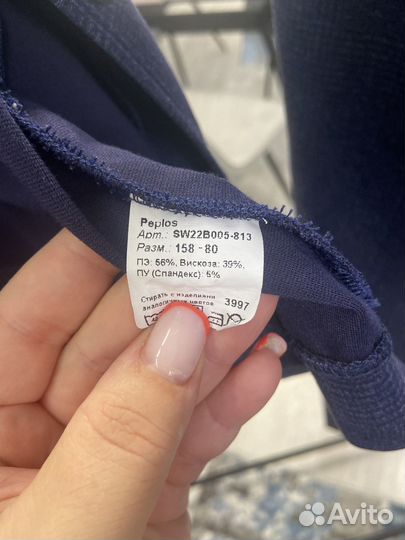 Peplos
Арт.: SW22B005-813
Разм.: 158 - 80
ПЭ: 56%, Вискоза: 39%,
ПУ (Спандекс): 5%
Стирать с изделиями
аналогичных цветов
3997
Avito